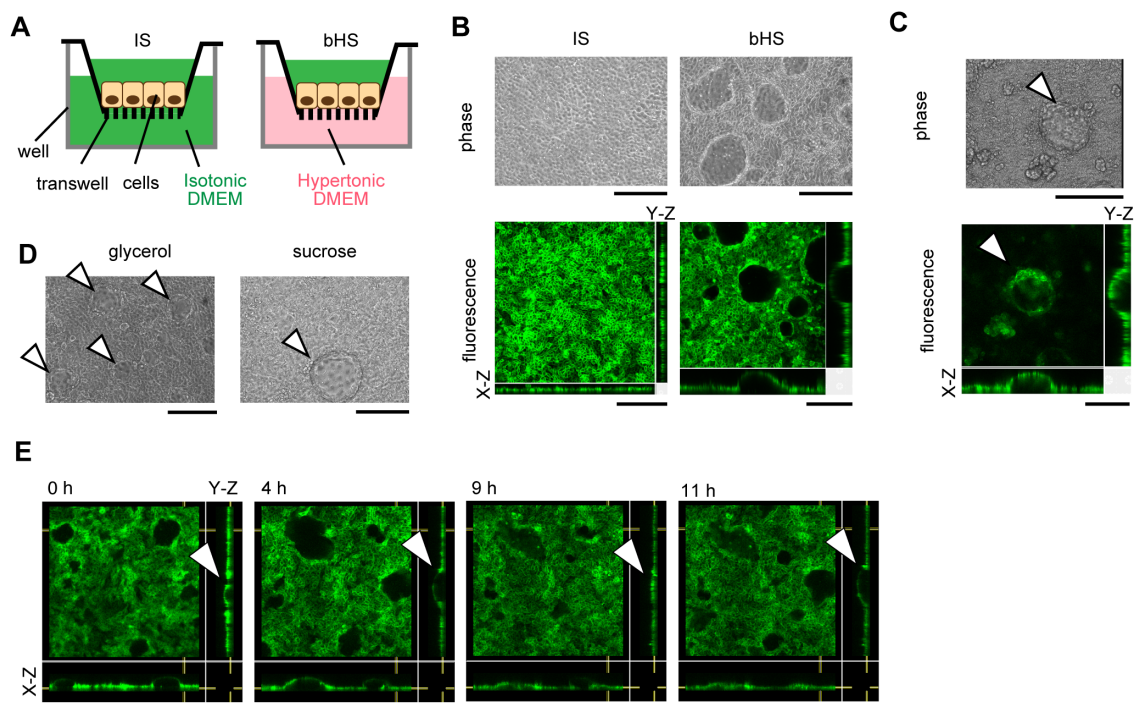 A
IS
bHS
well
transwell
cells
Isotonic
DMEM
Hypertonic
DMEM
B
IS
bHS
phase
fluorescence
Y-Z
X-Z
C
phase
fluorescence
Y-Z
X-Z
D
glycerol
sucrose
E
0 h
Y-Z
4 h
9 h
11 h
X-Z